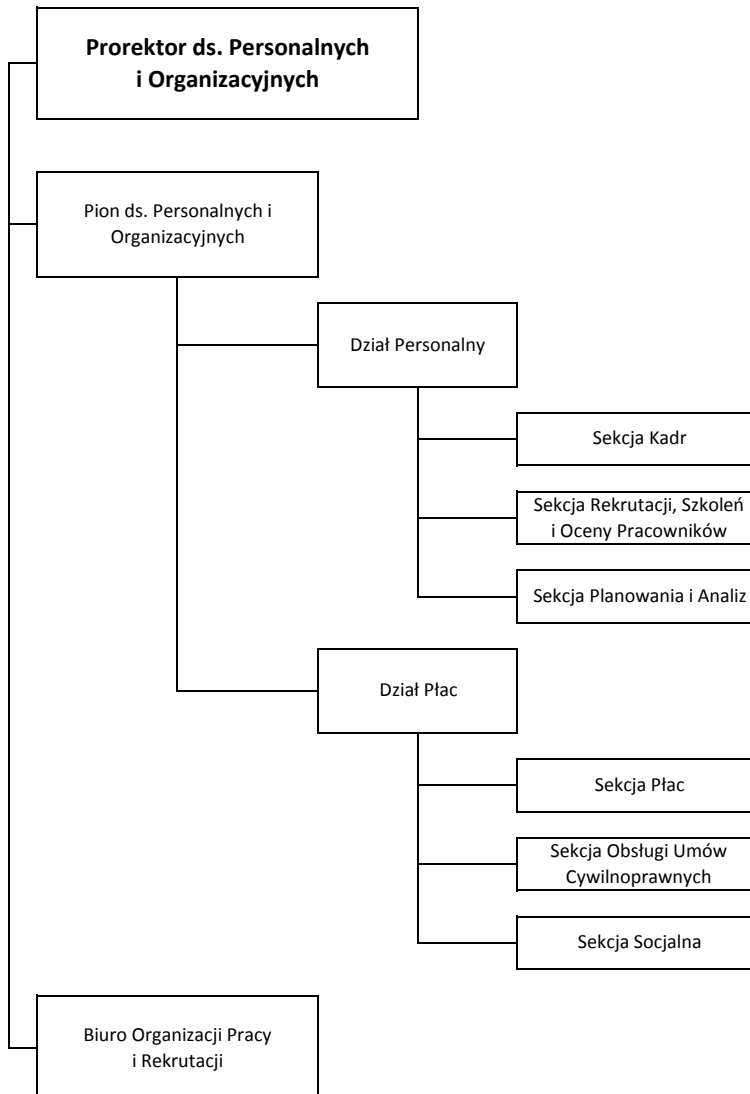 Prorektor ds. Personalnych
i Organizacyjnych
Pion ds. Personalnych i
Organizacyjnych
Dział Personalny
Sekcja Kadr
Sekcja Rekrutacji, Szkoleń
i Oceny Pracowników
Sekcja Planowania i Analiz
Dział Płac
Sekcja Płac
Sekcja Obsługi Umów
Cywilnoprawnych
Sekcja Socjalna
Biuro Organizacji Pracy
i Rekrutacji